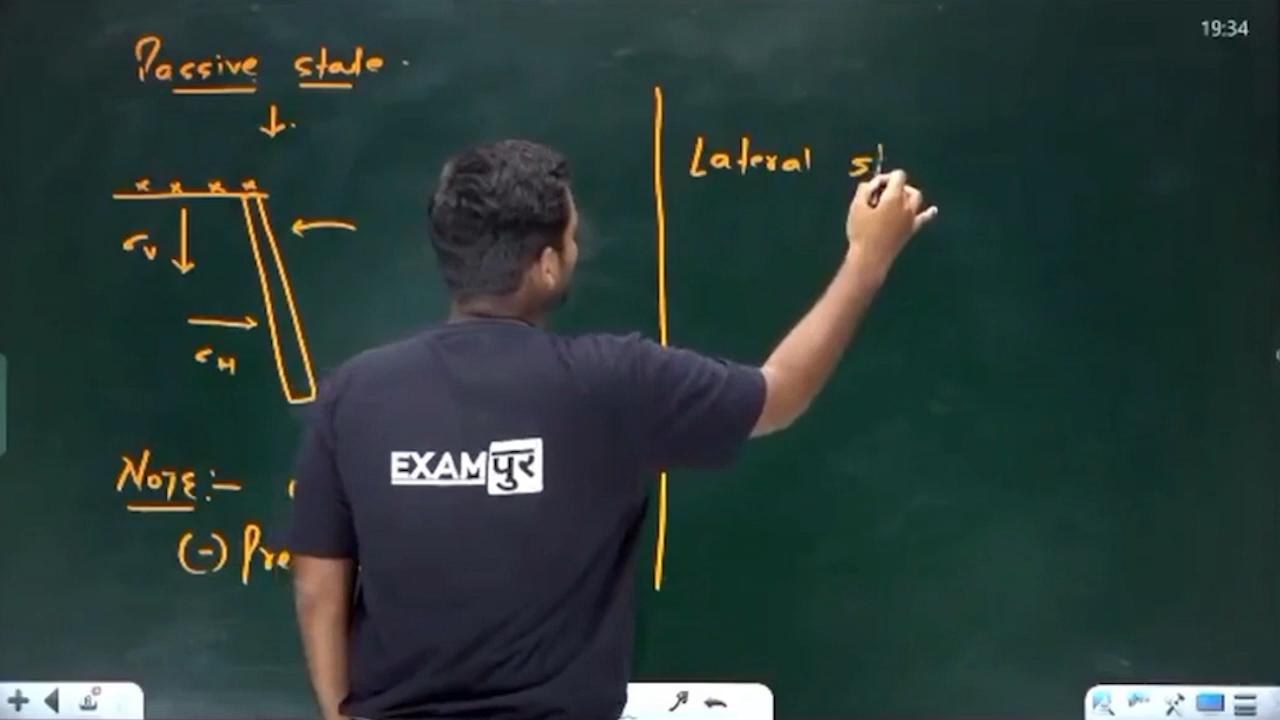 19:34
Passive state.
σv
σH
Note:-
(-) Pre
Lateral s
EXAMपुर